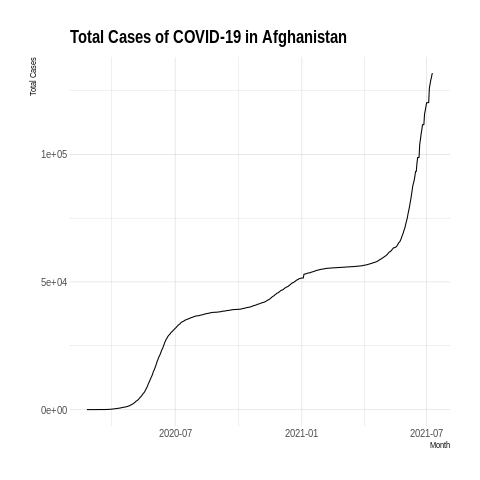 Total Cases of COVID-19 in Afghanistan
Total Cases
1e+05
5e+04
0e+00
2020-07 2021-01 2021-07
Month